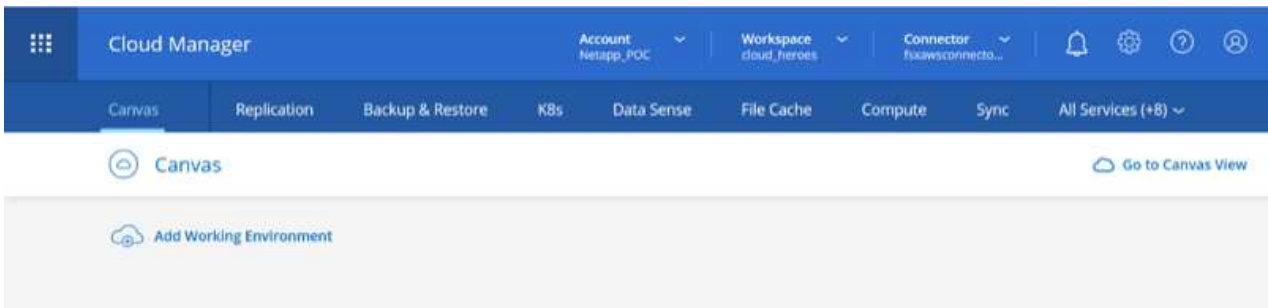 Cloud Manager
Account
Netapp_POC
Workspace
cloud_heroes
Connector
fsxawsconnecto...
Canvas
Replication
Backup & Restore
K8s
Data Sense
File Cache
Compute
Sync
All Services (+8)
Canvas
Go to Canvas View
Add Working Environment